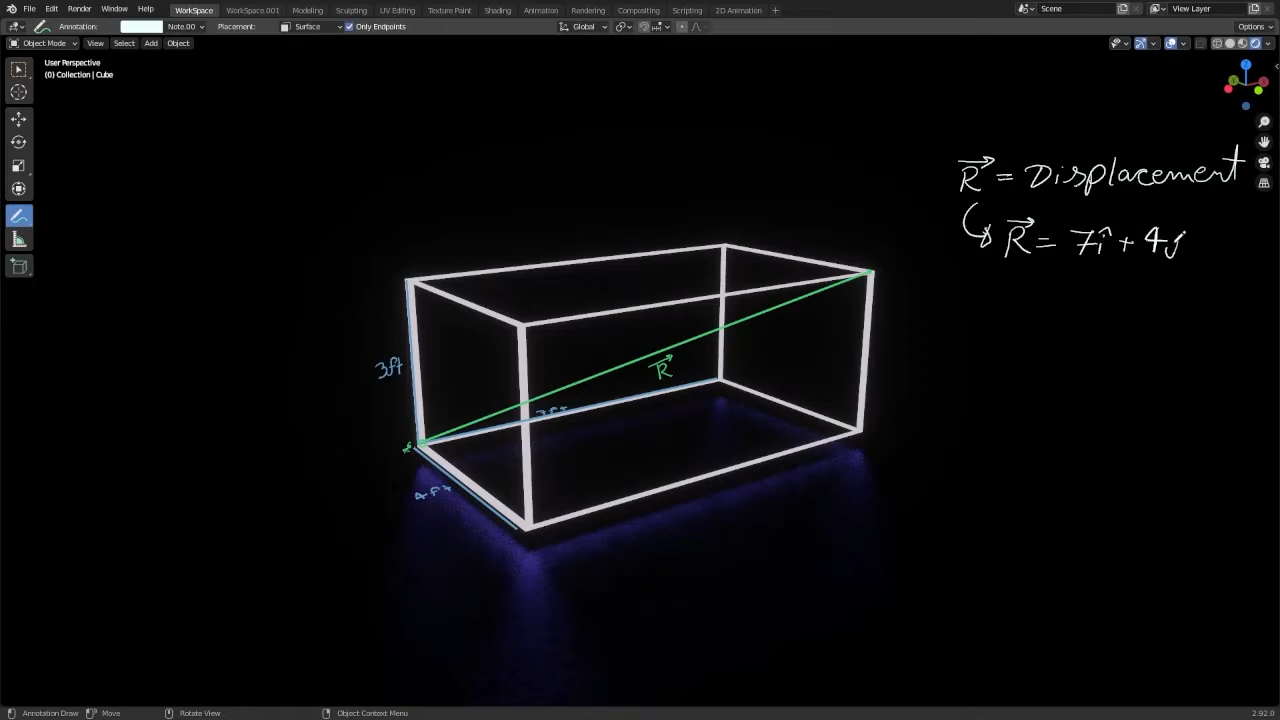 File Edit Render Window Help WorkSpace WorkSpace.001 Modeling Sculpting UV Editing Texture Paint Shading Animation Rendering Compositing Scripting 2D Animation + Scene View Layer
Annotation: Note.00 Placement: Surface Only Endpoints Global Options
Object Mode View Select Add Object
User Perspective
(0) Collection | Cube
R = Displacement
R = 7î + 4j
3ft
R
7ft
4ft
Annotation Draw Move Rotate View Object Context Menu 2.92.0